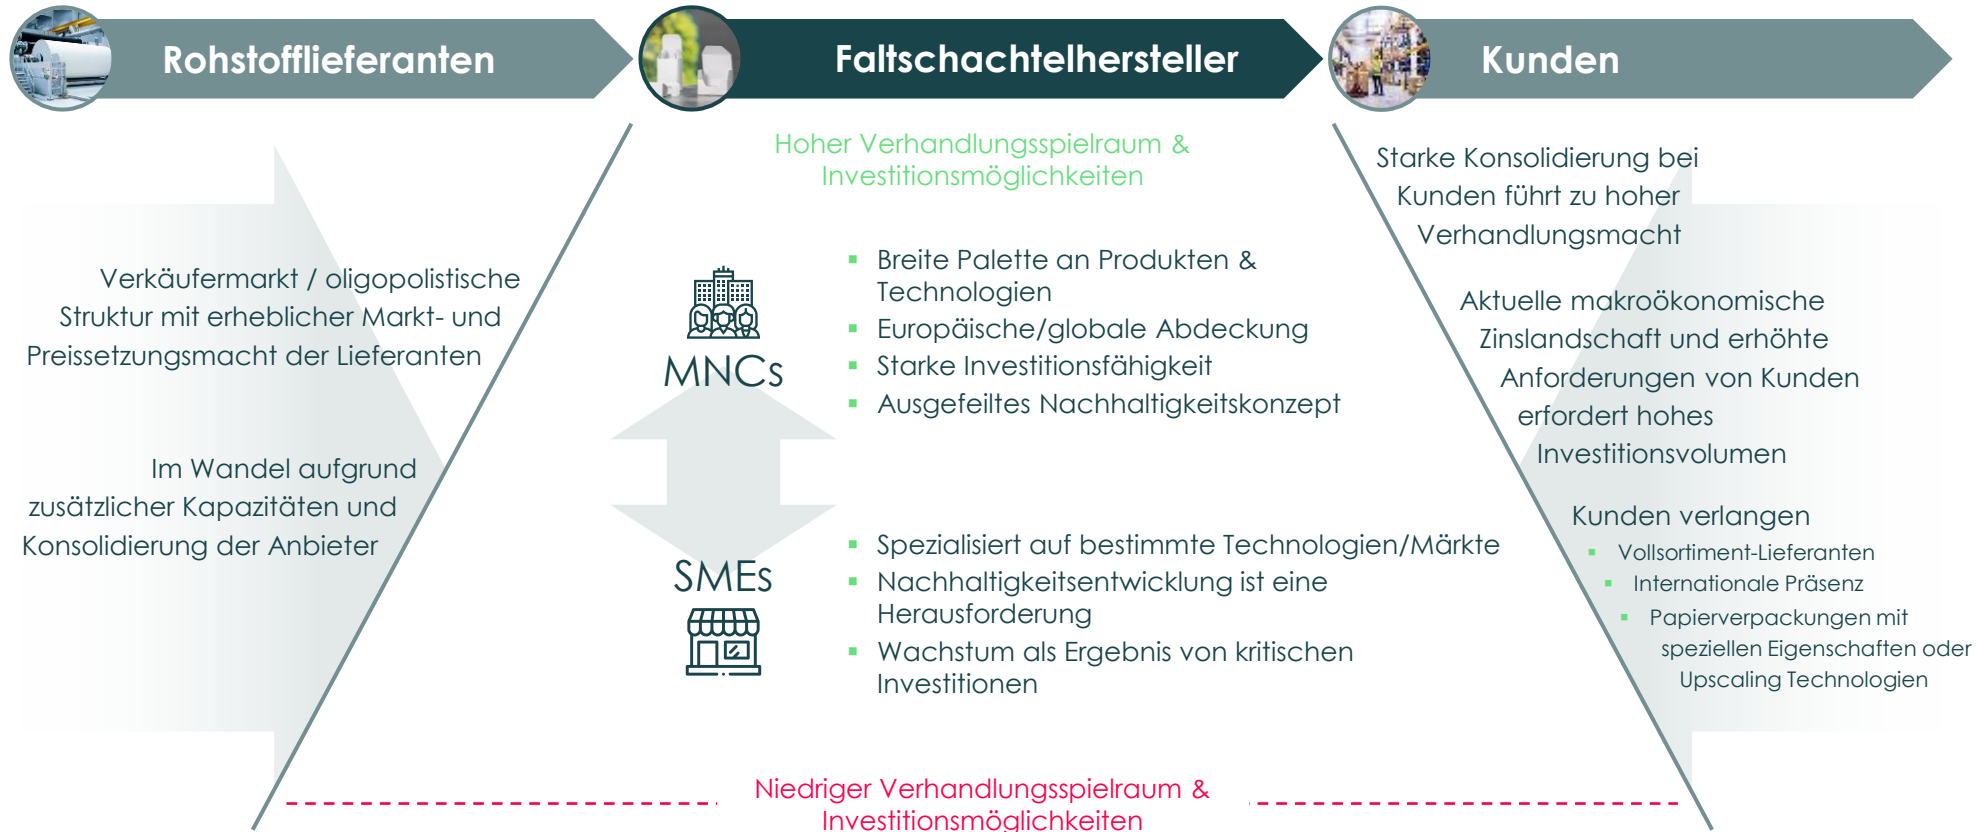 Rohstofflieferanten
Faltschachtelhersteller
Kunden
Verkäufermarkt / oligopolistische
Struktur mit erheblicher Markt- und
Preissetzungsmacht der Lieferanten
Im Wandel aufgrund
zusätzlicher Kapazitäten und
Konsolidierung der Anbieter
Hoher Verhandlungsspielraum &
Investitionsmöglichkeiten
MNCs
▪ Breite Palette an Produkten &
Technologien
▪ Europäische/globale Abdeckung
▪ Starke Investitionsfähigkeit
▪ Ausgefeiltes Nachhaltigkeitskonzept
SMEs
▪ Spezialisiert auf bestimmte Technologien/Märkte
▪ Nachhaltigkeitsentwicklung ist eine
Herausforderung
▪ Wachstum als Ergebnis von kritischen
Investitionen
Niedriger Verhandlungsspielraum &
Investitionsmöglichkeiten
Starke Konsolidierung bei
Kunden führt zu hoher
Verhandlungsmacht
Aktuelle makroökonomische
Zinslandschaft und erhöhte
Anforderungen von Kunden
erfordert hohes
Investitionsvolumen
Kunden verlangen
▪ Vollsortiment-Lieferanten
▪ Internationale Präsenz
▪ Papierverpackungen mit
speziellen Eigenschaften oder
Upscaling Technologien